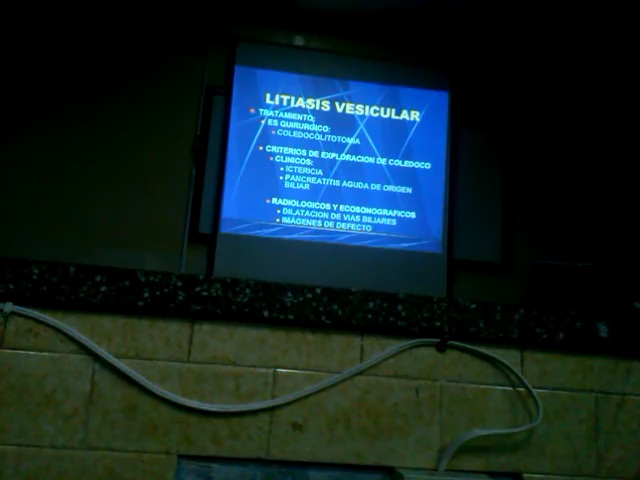 LITIASIS VESICULAR
TRATAMIENTO:
ES QUIRURGICO:
COLEDOCOLITOTOMIA
CRITERIOS DE EXPLORACION DE COLEDOCO
CLINICOS:
ICTERICIA
PANCREATITIS AGUDA DE ORIGEN
BILIAR
RADIOLOGICOS Y ECOSONOGRAFICOS
DILATACION DE VIAS BILIARES
IMÁGENES DE DEFECTO